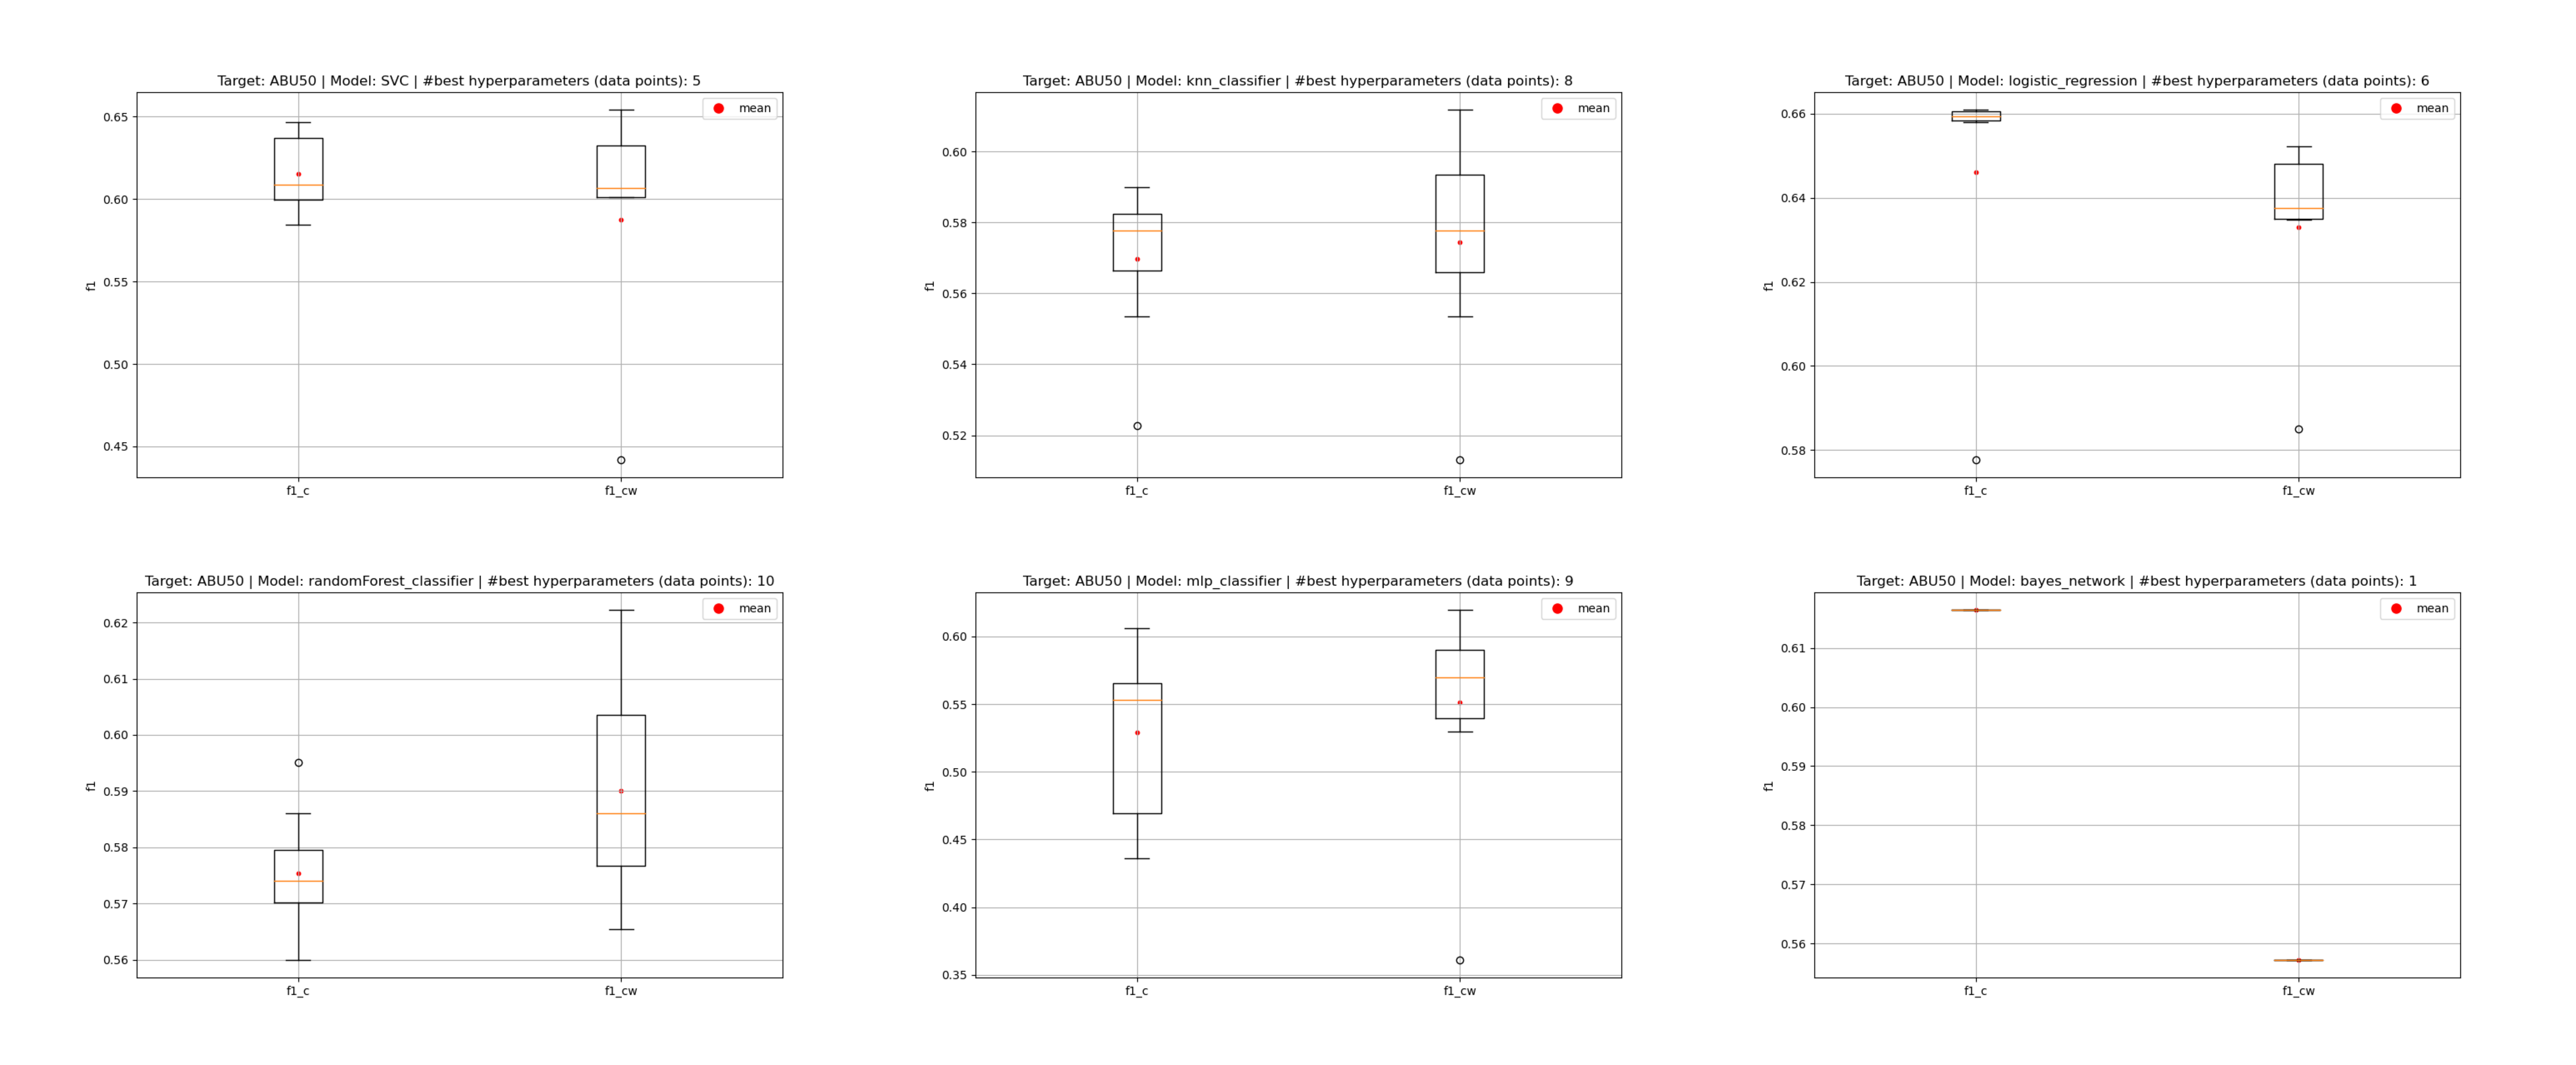 Target: ABU50 | Model: SVC | #best hyperparameters (data points): 5
mean
0.65
0.60
0.55
0.50
0.45
f1
f1_c
f1_cw
Target: ABU50 | Model: knn_classifier | #best hyperparameters (data points): 8
mean
0.60
0.58
0.56
0.54
0.52
f1
f1_c
f1_cw
Target: ABU50 | Model: logistic_regression | #best hyperparameters (data points): 6
mean
0.66
0.64
0.62
0.60
0.58
f1
f1_c
f1_cw
Target: ABU50 | Model: randomForest_classifier | #best hyperparameters (data points): 10
mean
0.62
0.61
0.60
0.59
0.58
0.57
0.56
f1
f1_c
f1_cw
Target: ABU50 | Model: mlp_classifier | #best hyperparameters (data points): 9
mean
0.60
0.55
0.50
0.45
0.40
0.35
f1
f1_c
f1_cw
Target: ABU50 | Model: bayes_network | #best hyperparameters (data points): 1
mean
0.61
0.60
0.59
0.58
0.57
0.56
f1
f1_c
f1_cw